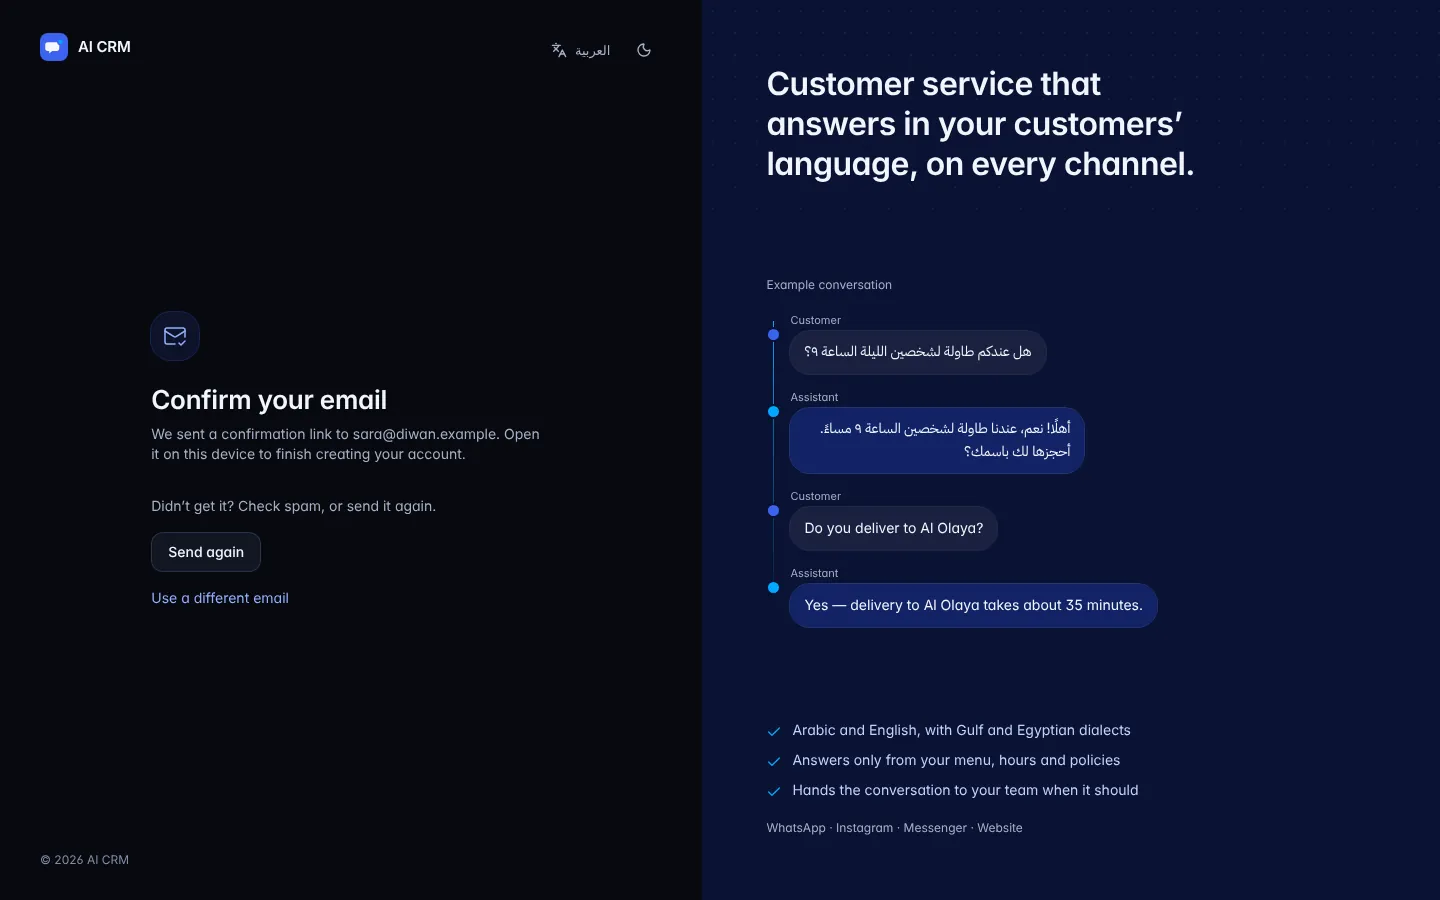 AI CRM
العربية
Confirm your email
We sent a confirmation link to sara@diwan.example. Open
it on this device to finish creating your account.
Didn’t get it? Check spam, or send it again.
Send again
Use a different email
© 2026 AI CRM
Customer service that
answers in your customers’
language, on every channel.
Example conversation
Customer
هل عندكم طاولة لشخصين الليلة الساعة ٩؟
Assistant
أهلًا! نعم، عندنا طاولة لشخصين الساعة ٩ مساءً.
أحجزها لك باسمك؟
Customer
Do you deliver to Al Olaya?
Assistant
Yes — delivery to Al Olaya takes about 35 minutes.
Arabic and English, with Gulf and Egyptian dialects
Answers only from your menu, hours and policies
Hands the conversation to your team when it should
WhatsApp · Instagram · Messenger · Website